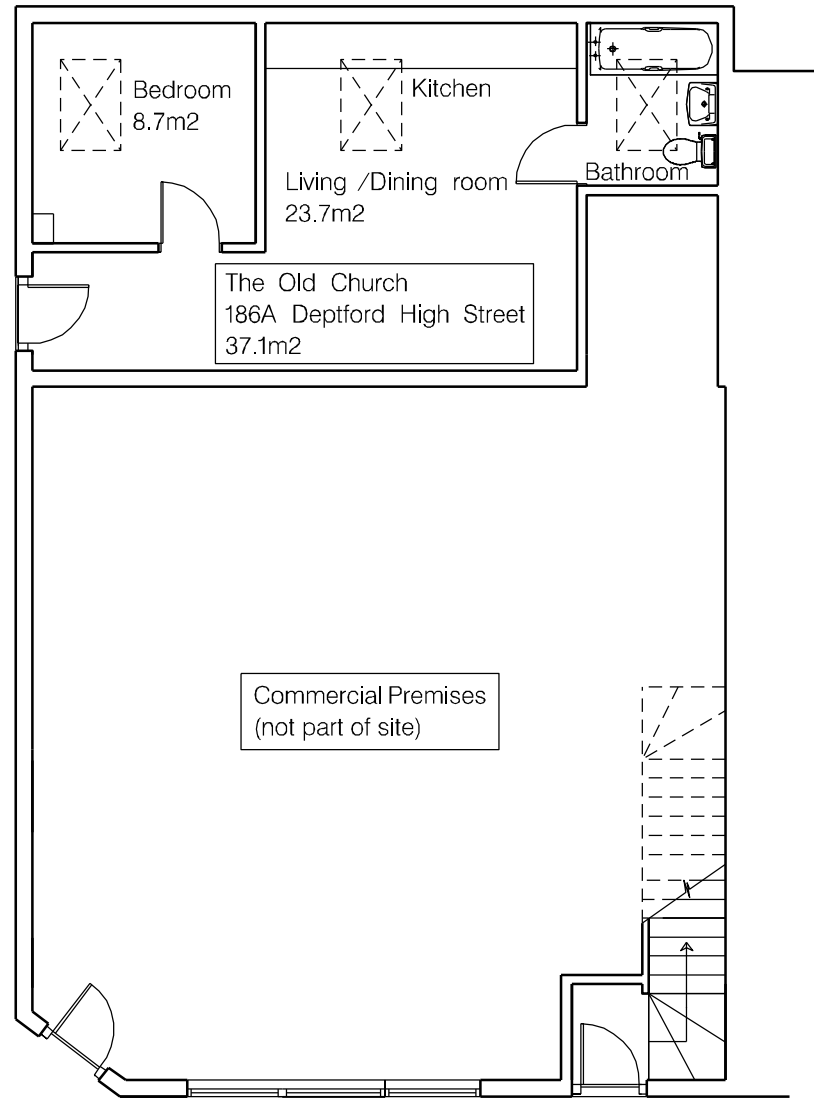 Bedroom
8.7m2
Kitchen
Living /Dining room
23.7m2
Bathroom
The Old Church
186A Deptford High Street
37.1m2
Commercial Premises
(not part of site)